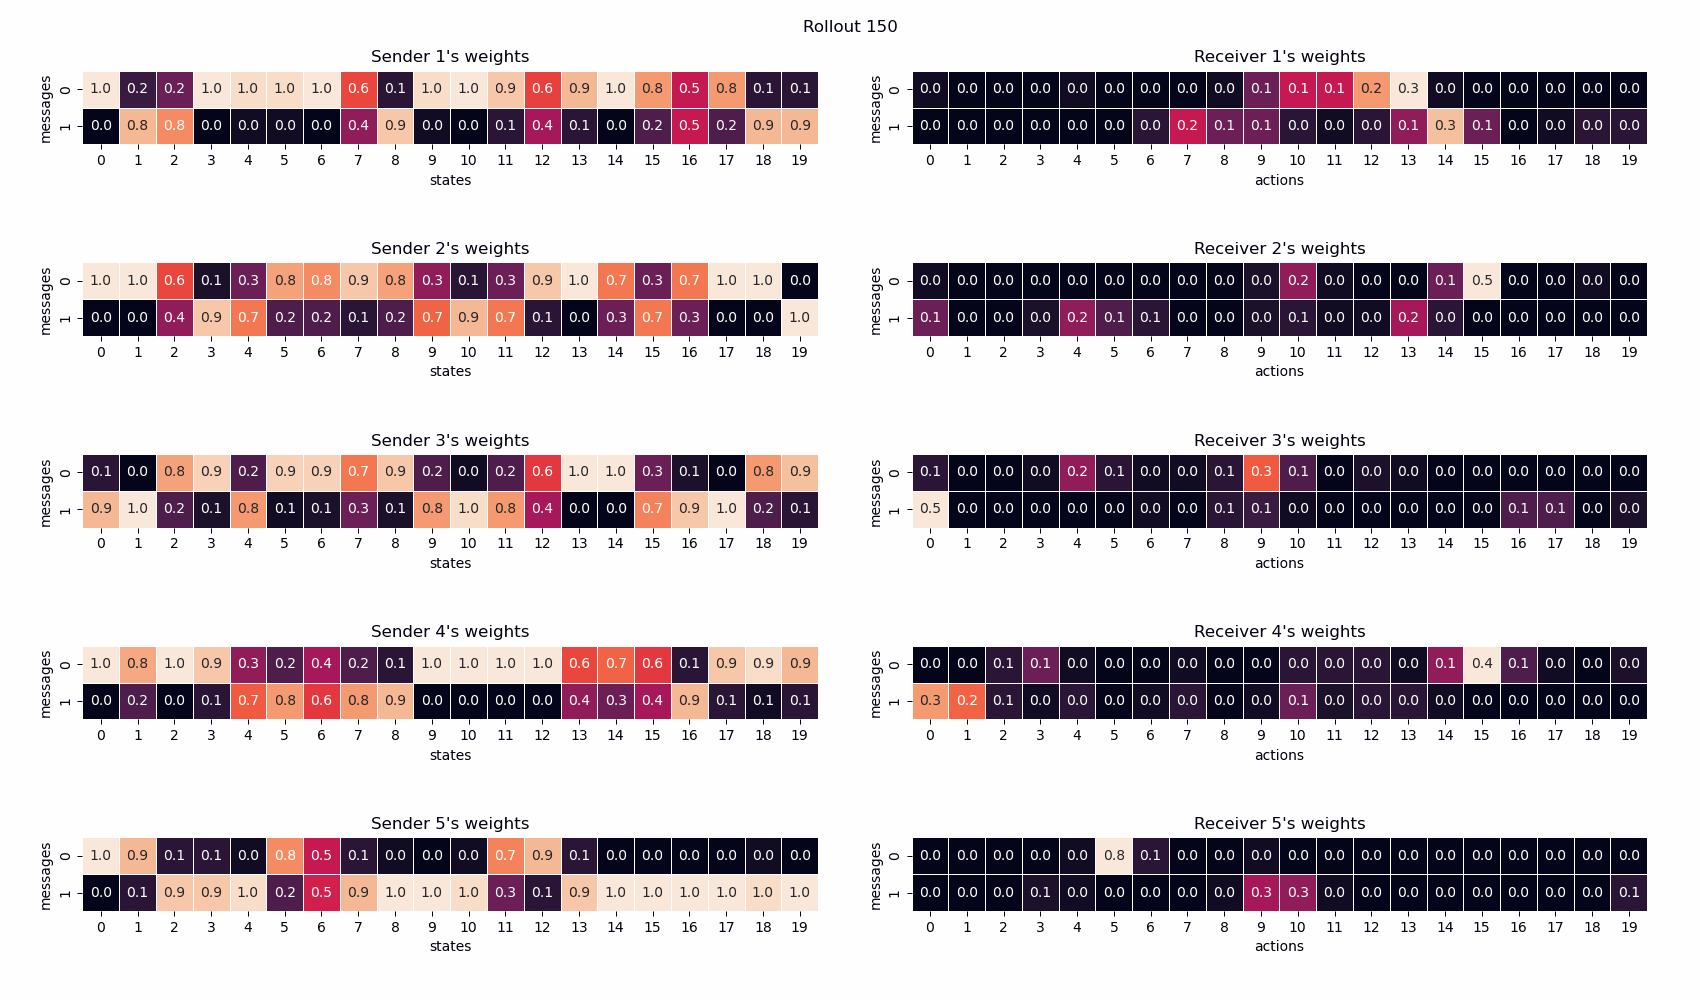 Rollout 150
Sender 1's weights
messages
0 1.0 0.2 0.2 1.0 1.0 1.0 1.0 0.6 0.1 1.0 1.0 0.9 0.6 0.9 1.0 0.8 0.5 0.8 0.1 0.1
1 0.0 0.8 0.8 0.0 0.0 0.0 0.0 0.4 0.9 0.0 0.0 0.1 0.4 0.1 0.0 0.2 0.5 0.2 0.9 0.9
0 1 2 3 4 5 6 7 8 9 10 11 12 13 14 15 16 17 18 19
states
Receiver 1's weights
messages
0 0.0 0.0 0.0 0.0 0.0 0.0 0.0 0.0 0.0 0.1 0.1 0.1 0.2 0.3 0.0 0.0 0.0 0.0 0.0 0.0
1 0.0 0.0 0.0 0.0 0.0 0.0 0.0 0.2 0.1 0.1 0.0 0.0 0.0 0.1 0.3 0.1 0.0 0.0 0.0 0.0
0 1 2 3 4 5 6 7 8 9 10 11 12 13 14 15 16 17 18 19
actions
Sender 2's weights
messages
0 1.0 1.0 0.6 0.1 0.3 0.8 0.8 0.9 0.8 0.3 0.1 0.3 0.9 1.0 0.7 0.3 0.7 1.0 1.0 0.0
1 0.0 0.0 0.4 0.9 0.7 0.2 0.2 0.1 0.2 0.7 0.9 0.7 0.1 0.0 0.3 0.7 0.3 0.0 0.0 1.0
0 1 2 3 4 5 6 7 8 9 10 11 12 13 14 15 16 17 18 19
states
Receiver 2's weights
messages
0 0.0 0.0 0.0 0.0 0.0 0.0 0.0 0.0 0.0 0.0 0.2 0.0 0.0 0.0 0.1 0.5 0.0 0.0 0.0 0.0
1 0.1 0.0 0.0 0.0 0.2 0.1 0.1 0.0 0.0 0.0 0.1 0.0 0.0 0.2 0.0 0.0 0.0 0.0 0.0 0.0
0 1 2 3 4 5 6 7 8 9 10 11 12 13 14 15 16 17 18 19
actions
Sender 3's weights
messages
0 0.1 0.0 0.8 0.9 0.2 0.9 0.9 0.7 0.9 0.2 0.0 0.2 0.6 1.0 1.0 0.3 0.1 0.0 0.8 0.9
1 0.9 1.0 0.2 0.1 0.8 0.1 0.1 0.3 0.1 0.8 1.0 0.8 0.4 0.0 0.0 0.7 0.9 1.0 0.2 0.1
0 1 2 3 4 5 6 7 8 9 10 11 12 13 14 15 16 17 18 19
states
Receiver 3's weights
messages
0 0.1 0.0 0.0 0.0 0.2 0.1 0.0 0.0 0.1 0.3 0.1 0.0 0.0 0.0 0.0 0.0 0.0 0.0 0.0 0.0
1 0.5 0.0 0.0 0.0 0.0 0.0 0.0 0.0 0.1 0.1 0.0 0.0 0.0 0.0 0.0 0.0 0.1 0.1 0.0 0.0
0 1 2 3 4 5 6 7 8 9 10 11 12 13 14 15 16 17 18 19
actions
Sender 4's weights
messages
0 1.0 0.8 1.0 0.9 0.3 0.2 0.4 0.2 0.1 1.0 1.0 1.0 1.0 0.6 0.7 0.6 0.1 0.9 0.9 0.9
1 0.0 0.2 0.0 0.1 0.7 0.8 0.6 0.8 0.9 0.0 0.0 0.0 0.0 0.4 0.3 0.4 0.9 0.1 0.1 0.1
0 1 2 3 4 5 6 7 8 9 10 11 12 13 14 15 16 17 18 19
states
Receiver 4's weights
messages
0 0.0 0.0 0.1 0.1 0.0 0.0 0.0 0.0 0.0 0.0 0.0 0.0 0.0 0.0 0.1 0.4 0.1 0.0 0.0 0.0
1 0.3 0.2 0.1 0.0 0.0 0.0 0.0 0.0 0.0 0.0 0.1 0.0 0.0 0.0 0.0 0.0 0.0 0.0 0.0 0.0
0 1 2 3 4 5 6 7 8 9 10 11 12 13 14 15 16 17 18 19
actions
Sender 5's weights
messages
0 1.0 0.9 0.1 0.1 0.0 0.8 0.5 0.1 0.0 0.0 0.0 0.7 0.9 0.1 0.0 0.0 0.0 0.0 0.0 0.0
1 0.0 0.1 0.9 0.9 1.0 0.2 0.5 0.9 1.0 1.0 1.0 0.3 0.1 0.9 1.0 1.0 1.0 1.0 1.0 1.0
0 1 2 3 4 5 6 7 8 9 10 11 12 13 14 15 16 17 18 19
states
Receiver 5's weights
messages
0 0.0 0.0 0.0 0.0 0.0 0.8 0.1 0.0 0.0 0.0 0.0 0.0 0.0 0.0 0.0 0.0 0.0 0.0 0.0 0.0
1 0.0 0.0 0.0 0.1 0.0 0.0 0.0 0.0 0.0 0.3 0.3 0.0 0.0 0.0 0.0 0.0 0.0 0.0 0.0 0.1
0 1 2 3 4 5 6 7 8 9 10 11 12 13 14 15 16 17 18 19
actions